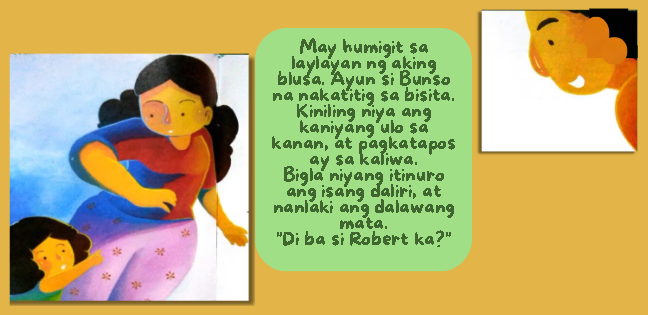 May humigit sa
laylayan ng aking
blusa. Ayun si Bunso
na nakatitig sa bisita.
Kiniling niya ang
kaniyang ulo sa
kanan, at pagkatapos
ay sa kaliwa.
Bigla niyang itinuro
ang isang daliri, at
nanlaki ang dalawang
mata.
"Di ba si Robert ka?"